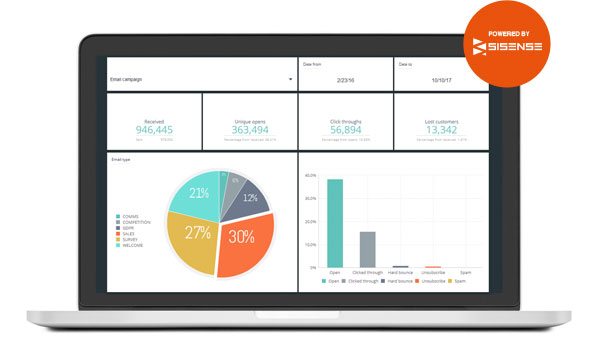 POWERED BY
SISENSE
Email campaign
Date from
2/23/16
Date to
10/10/17
Received
946,445
Unique opens
363,494
Click throughs
56,894
Lost customers
13,342
Email type
COMMS
COMPETITION
GDPR
SALES
SURVEY
WELCOME
21%
12%
27%
30%
40.0%
20.0%
10.0%
0%
Open
Clicked through
Hard bounce
Unsubscribe
Spam
Open
Clicked through
Hard bounce
Unsubscribe
Spam